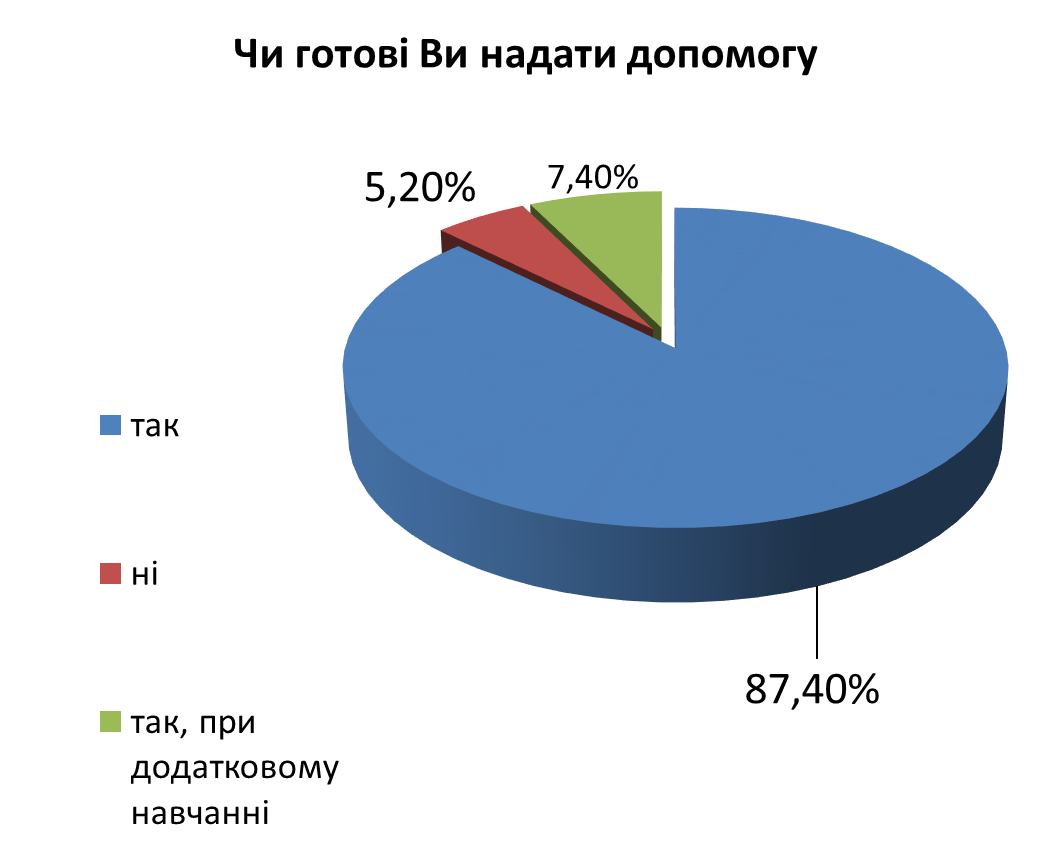 Чи готові Ви надати допомогу
5,20%
7,40%
так
ні
87,40%
так, при
додатковому
навчанні